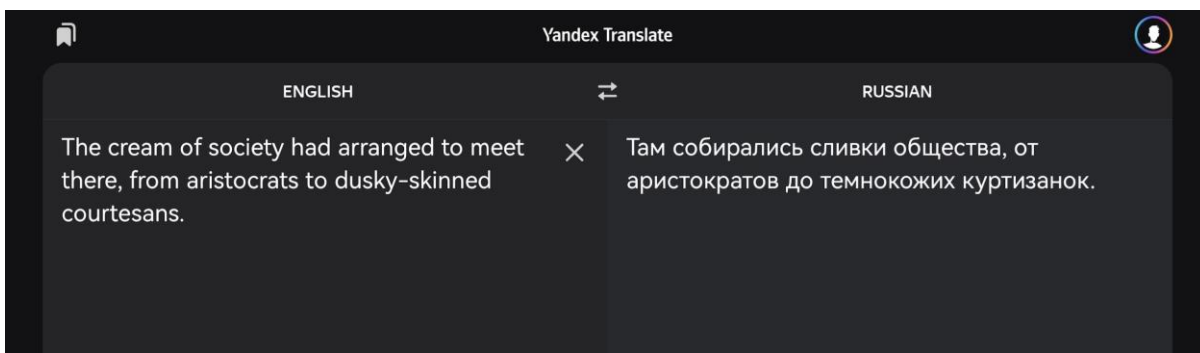 Yandex Translate
ENGLISH
RUSSIAN
The cream of society had arranged to meet
there, from aristocrats to dusky-skinned
courtesans.
Там собирались сливки общества, от
аристократов до темнокожих куртизанок.